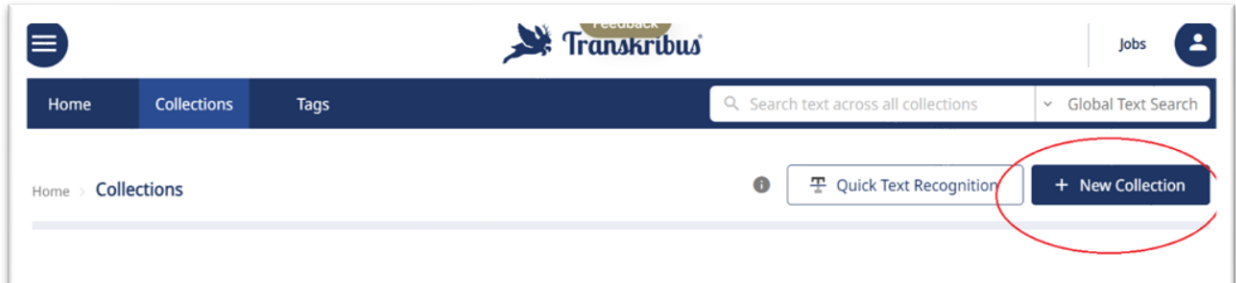 Feedback
Transkribus
Jobs
Home Collections Tags Search text across all collections Global Text Search
Home > Collections Quick Text Recognition + New Collection